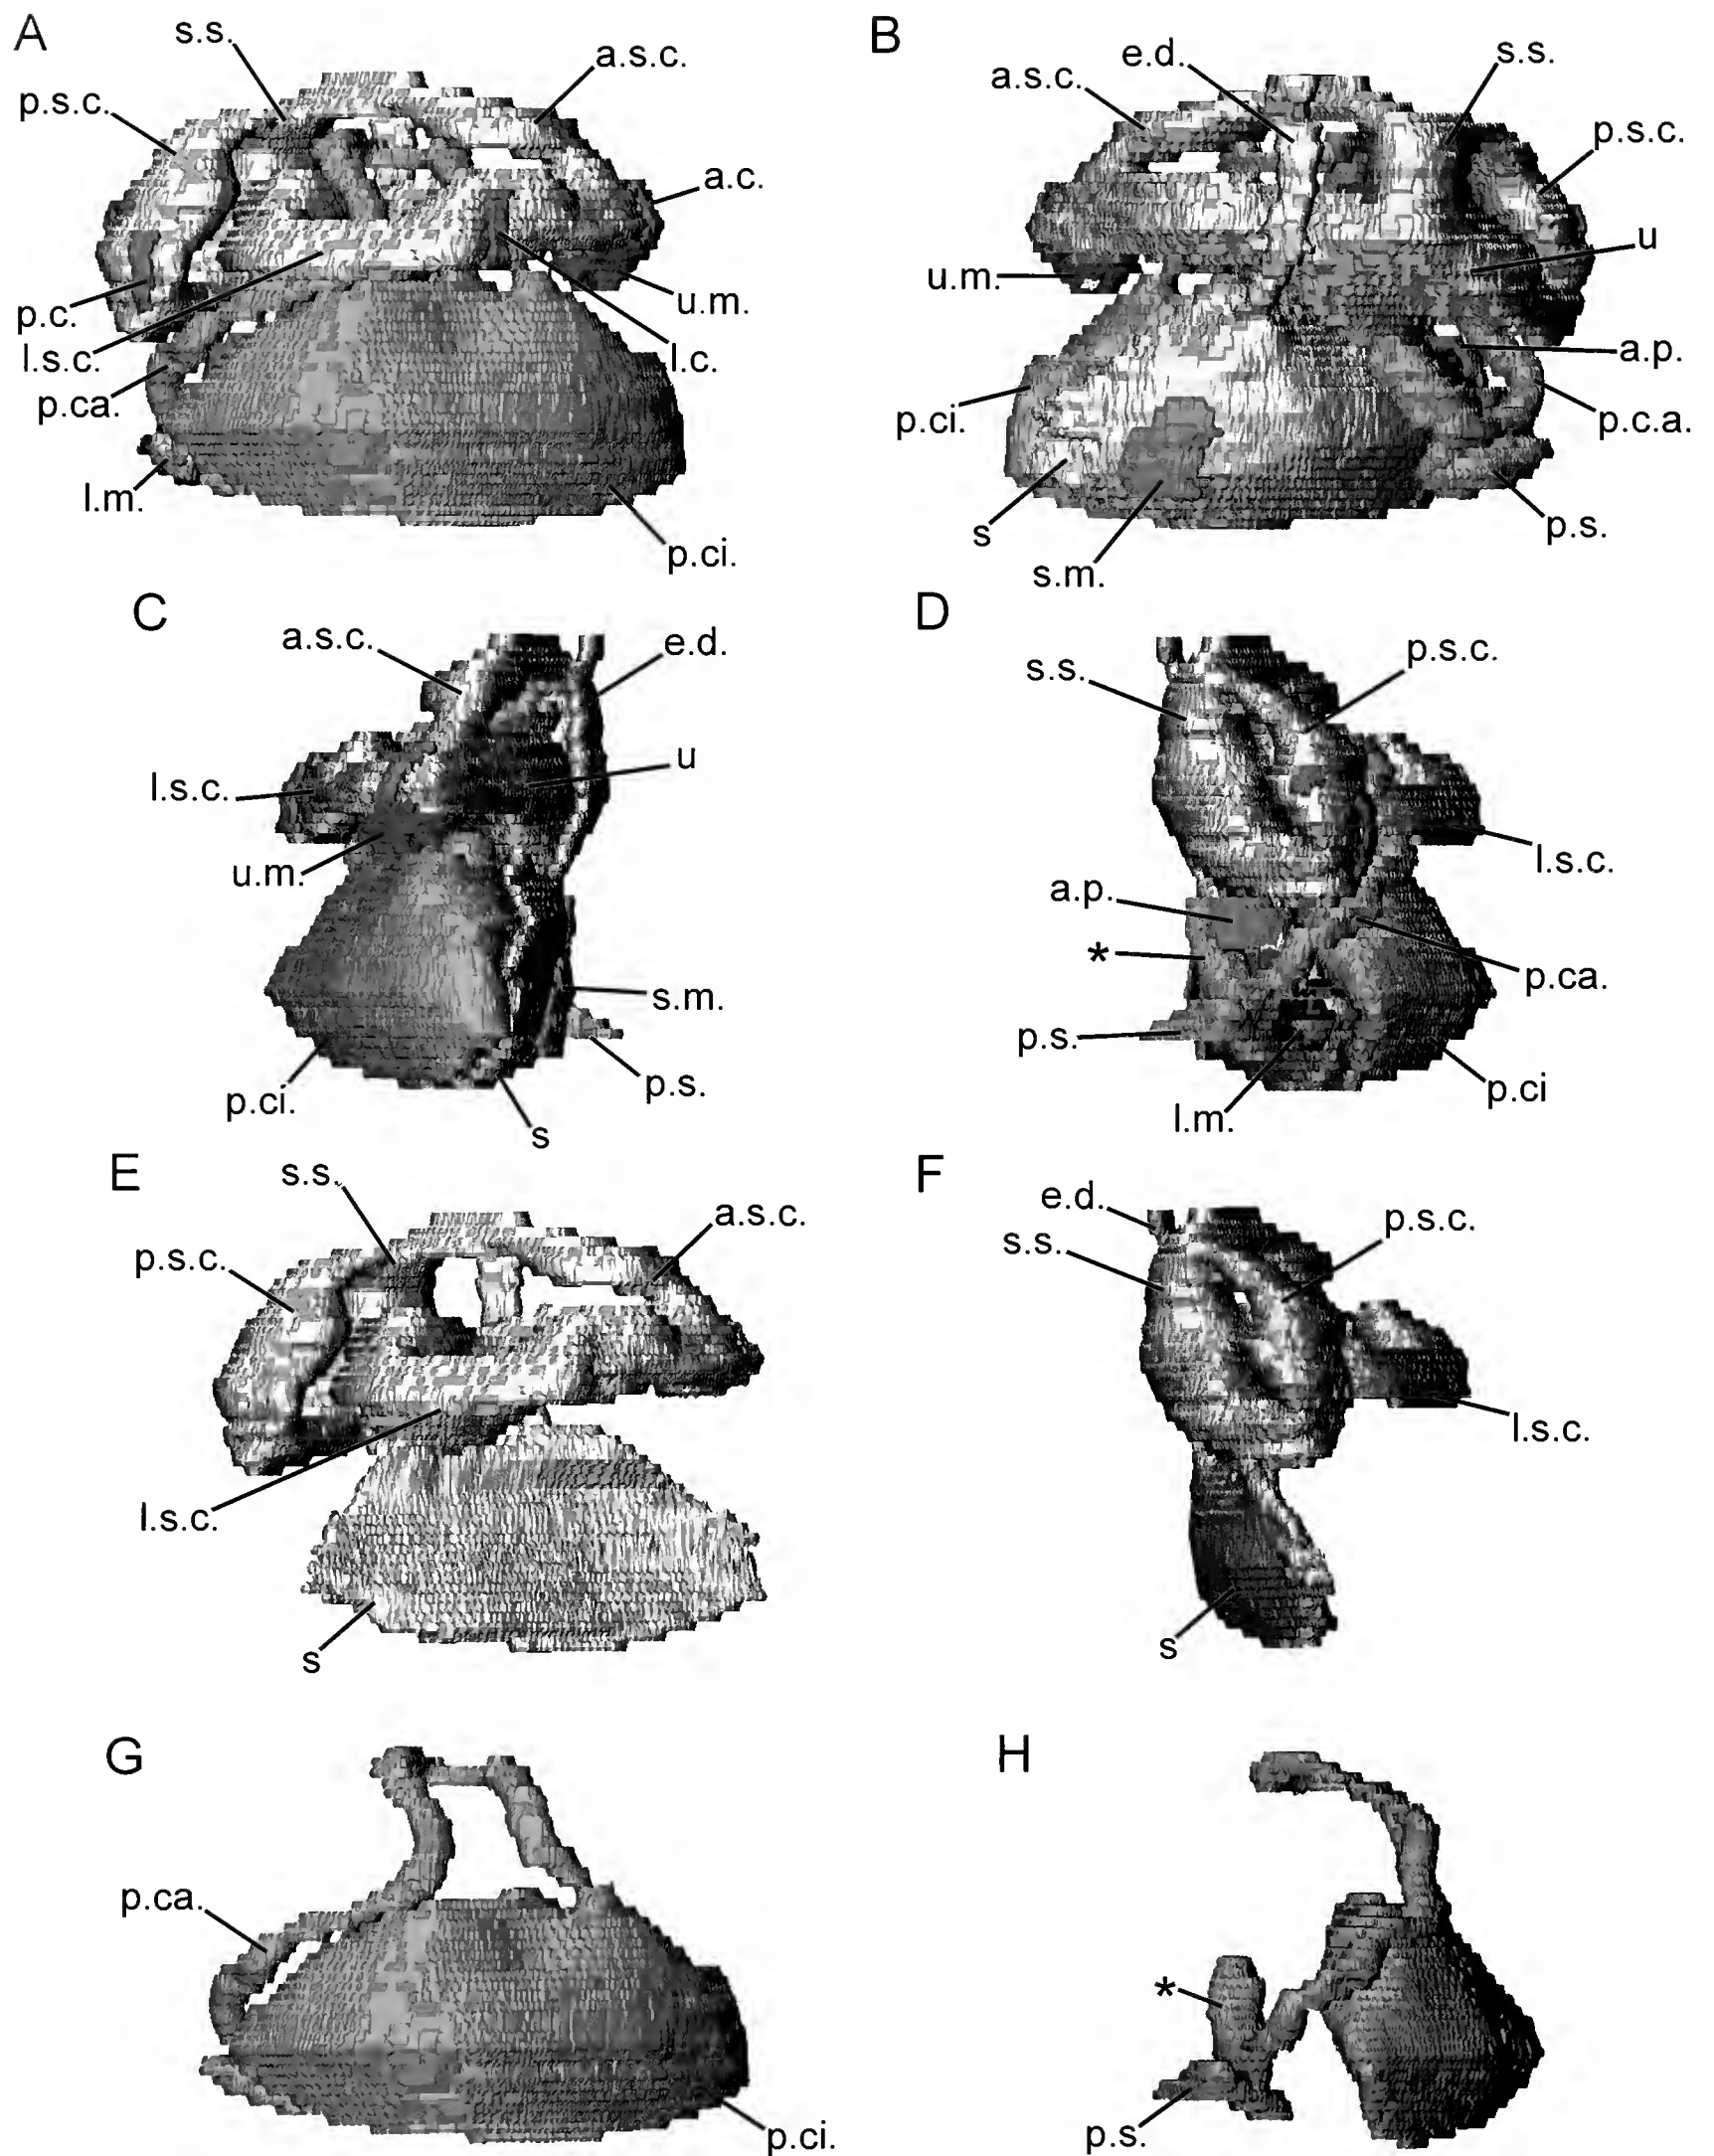 A
s.s.
a.s.c.
p.s.c.
a.c.
p.c.
u.m.
l.s.c.
l.c.
p.ca.
l.m.
p.ci.
B
e.d.
s.s.
a.s.c.
p.s.c.
u
u.m.
a.p.
p.ci.
p.c.a.
s
p.s.
s.m.
C
a.s.c.
e.d.
u
l.s.c.
u.m.
s.m.
p.ci.
p.s.
s
D
p.s.c.
s.s.
l.s.c.
a.p.
*
p.ca.
p.s.
p.ci
l.m.
E
s.s.
a.s.c.
p.s.c.
l.s.c.
s
F
e.d.
p.s.c.
s.s.
l.s.c.
s
G
p.ca.
p.ci.
H
*
p.s.